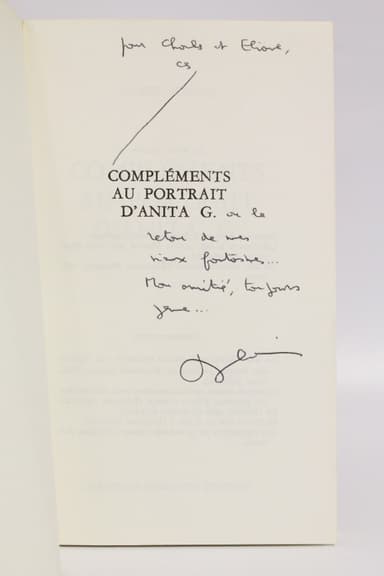 pour Charles et Eliane,
ces
COMPLÉMENTS
AU PORTRAIT
D'ANITA G. ou le
retour de mes
vieux fantômes...
Mon amitié, toujours
jeune...